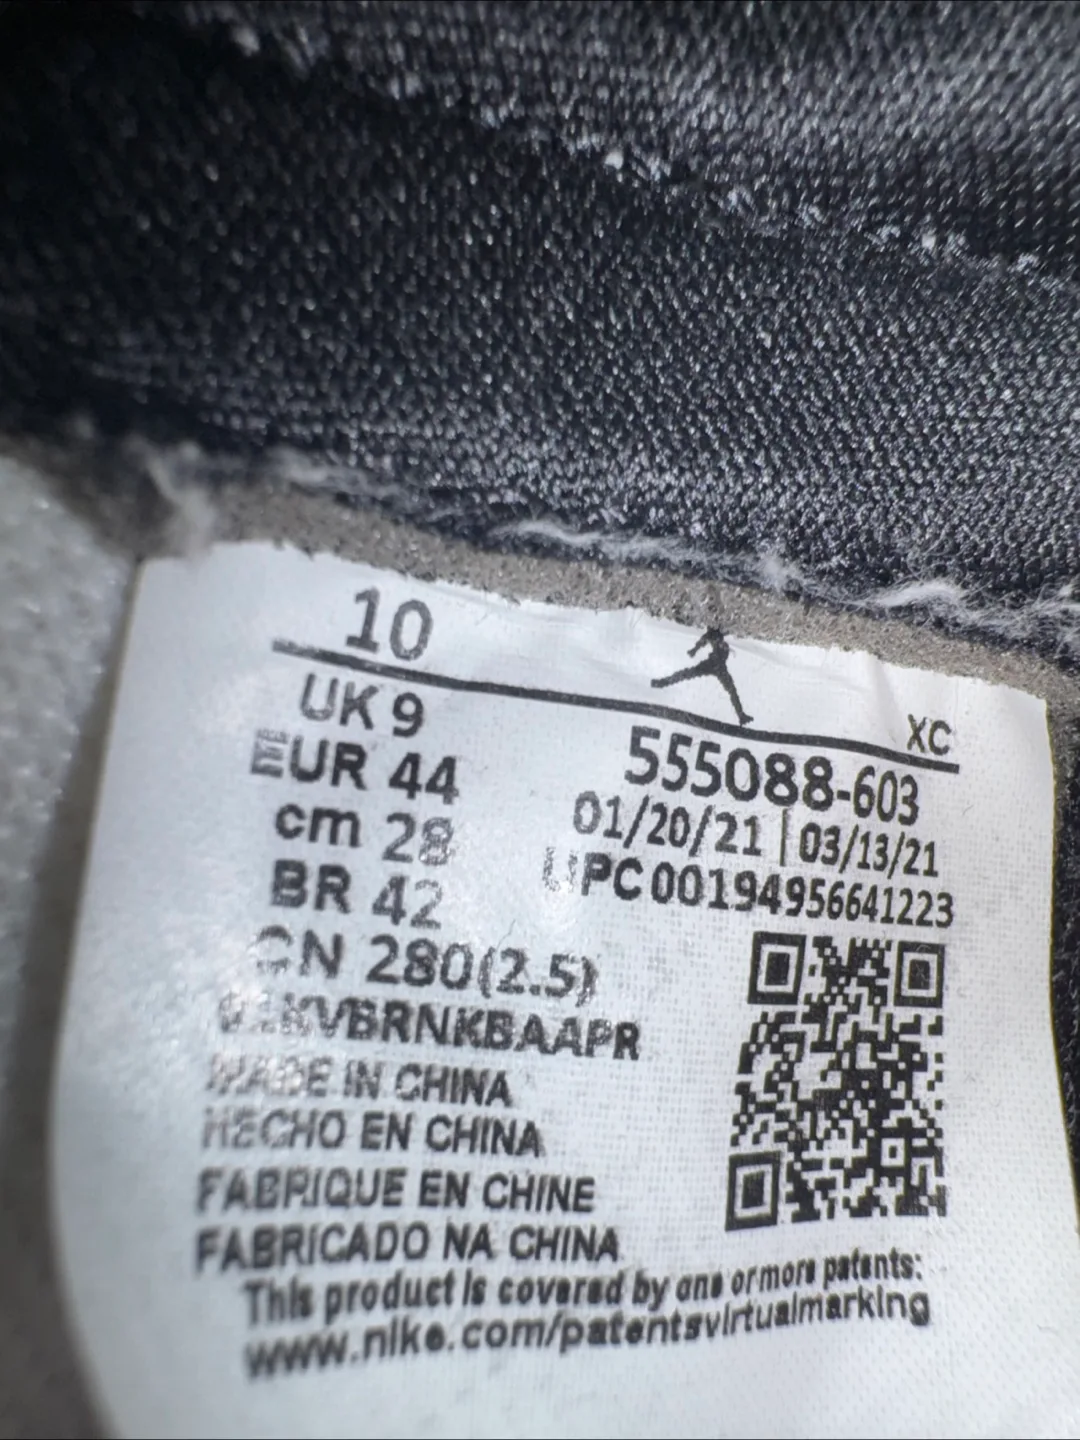 10
UK 9
EUR 44
cm 28
BR 42
CN 280(2.5)
MADE IN CHINA
HECHO EN CHINA
FABRIQUE EN CHINE
FABRICADO NA CHINA
XC
555088-603
01/20/21 | 03/13/21
UPC 00194956641223
This product is covered by one or more patents:
www.nike.com/patentsvirtualmarking